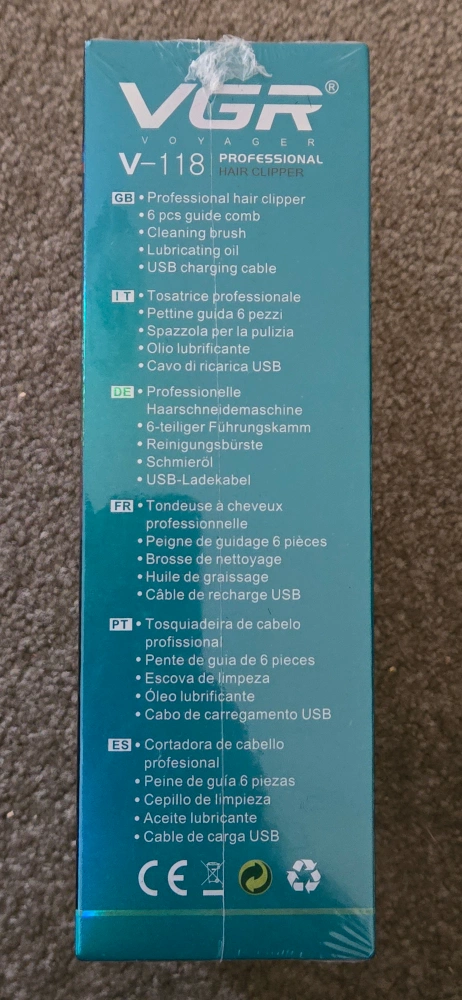 VGR®
VOYAGER
V-118 PROFESSIONAL
HAIR CLIPPER
GB • Professional hair clipper
• 6 pcs guide comb
• Cleaning brush
• Lubricating oil
• USB charging cable
IT • Tosatrice professionale
• Pettine guida 6 pezzi
• Spazzola per la pulizia
• Olio lubrificante
• Cavo di ricarica USB
DE • Professionelle
Haarschneidemaschine
• 6-teiliger Führungskamm
• Reinigungsbürste
• Schmieröl
• USB-Ladekabel
FR • Tondeuse à cheveux
professionnelle
• Peigne de guidage 6 pièces
• Brosse de nettoyage
• Huile de graissage
• Câble de recharge USB
PT • Tosquiadeira de cabelo
profissional
• Pente de guia de 6 pieces
• Escova de limpeza
• Óleo lubrificante
• Cabo de carregamento USB
ES • Cortadora de cabello
profesional
• Peine de guía 6 piezas
• Cepillo de limpieza
• Aceite lubricante
• Cable de carga USB
CE